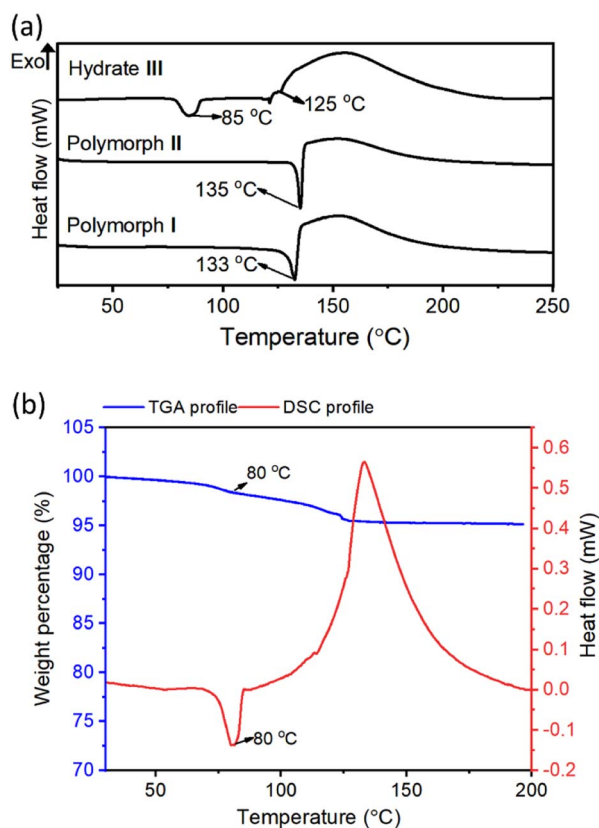 (a)
Exo
Hydrate III
85 °C
125 °C
Polymorph II
135 °C
Polymorph I
133 °C
Heat flow (mW)
50 100 150 200 250
Temperature (°C)
(b)
TGA profile DSC profile
105
100
95
90
85
80
75
70
Weight percentage (%)
80 °C
80 °C
0.6
0.5
0.4
0.3
0.2
0.1
0.0
-0.1
-0.2
Heat flow (mW)
50 100 150 200
Temperature (°C)